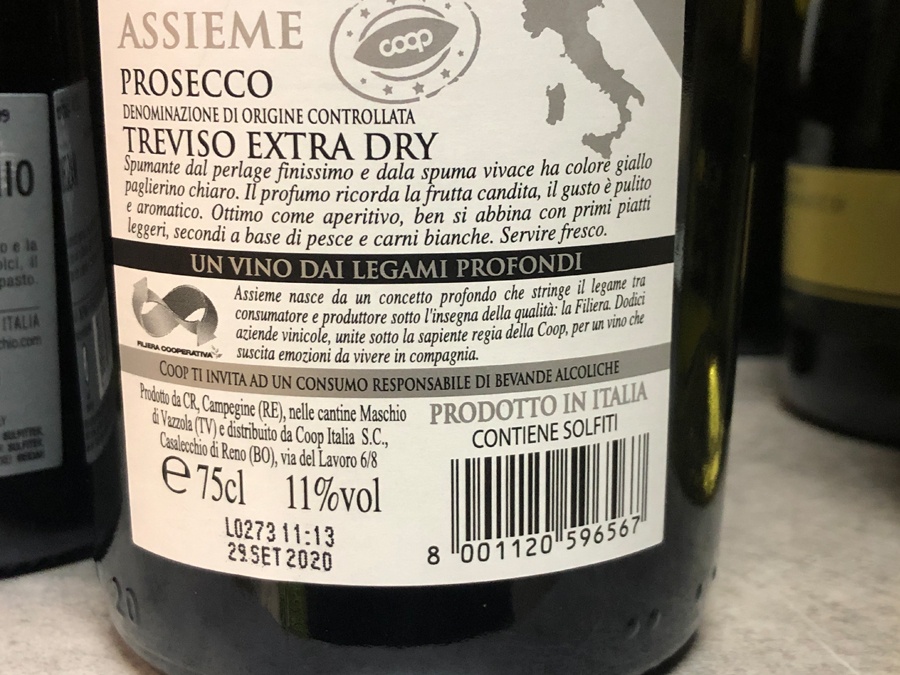 ASSIEME
coop
PROSECCO
DENOMINAZIONE DI ORIGINE CONTROLLATA
TREVISO EXTRA DRY
Spumante dal perlage finissimo e dala spuma vivace ha colore giallo
paglierino chiaro. Il profumo ricorda la frutta candita, il gusto è pulito
e aromatico. Ottimo come aperitivo, ben si abbina con primi piatti
leggeri, secondi a base di pesce e carni bianche. Servire fresco.
UN VINO DAI LEGAMI PROFONDI
Assieme nasce da un concetto profondo che stringe il legame tra
consumatore e produttore sotto l'insegna della qualità: la Filiera. Dodici
aziende vinicole, unite sotto la sapiente regia della Coop, per un vino che
suscita emozioni da vivere in compagnia.
FILIERA COOPERATIVA
COOP TI INVITA AD UN CONSUMO RESPONSABILE DI BEVANDE ALCOLICHE
Prodotto da CR, Campegine (RE), nelle cantine Maschio
di Vazzola (TV) e distribuito da Coop Italia S.C.,
Casalecchio di Reno (BO), via del Lavoro 6/8
PRODOTTO IN ITALIA
CONTIENE SOLFITI
e 75cl 11%vol
L0273 11:13
29.SET 2020
8 001120 596567
20
o e la
olci, il
pasto.
ITALIA
chio.com